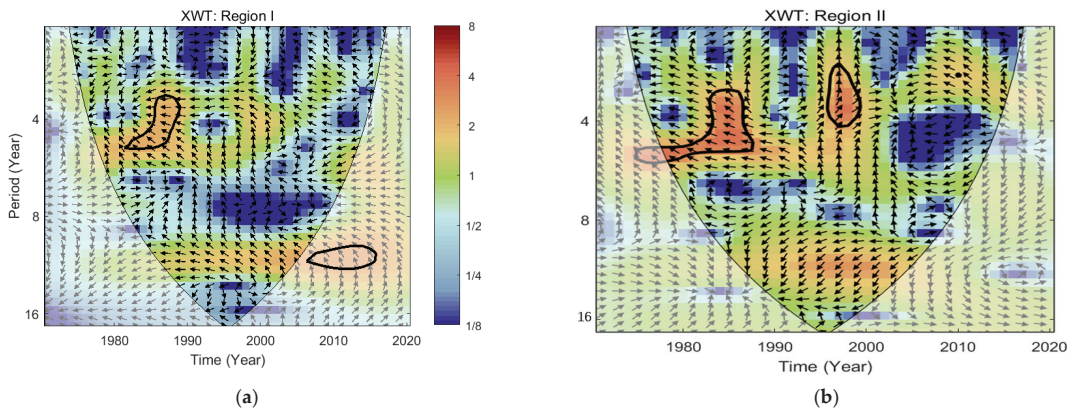 XWT: Region I
8
4
2
1
1/2
1/4
1/8
4
8
16
Period (Year)
1980 1990 2000 2010 2020
Time (Year)
(a)
XWT: Region II
4
8
16
1980 1990 2000 2010 2020
Time (Year)
(b)